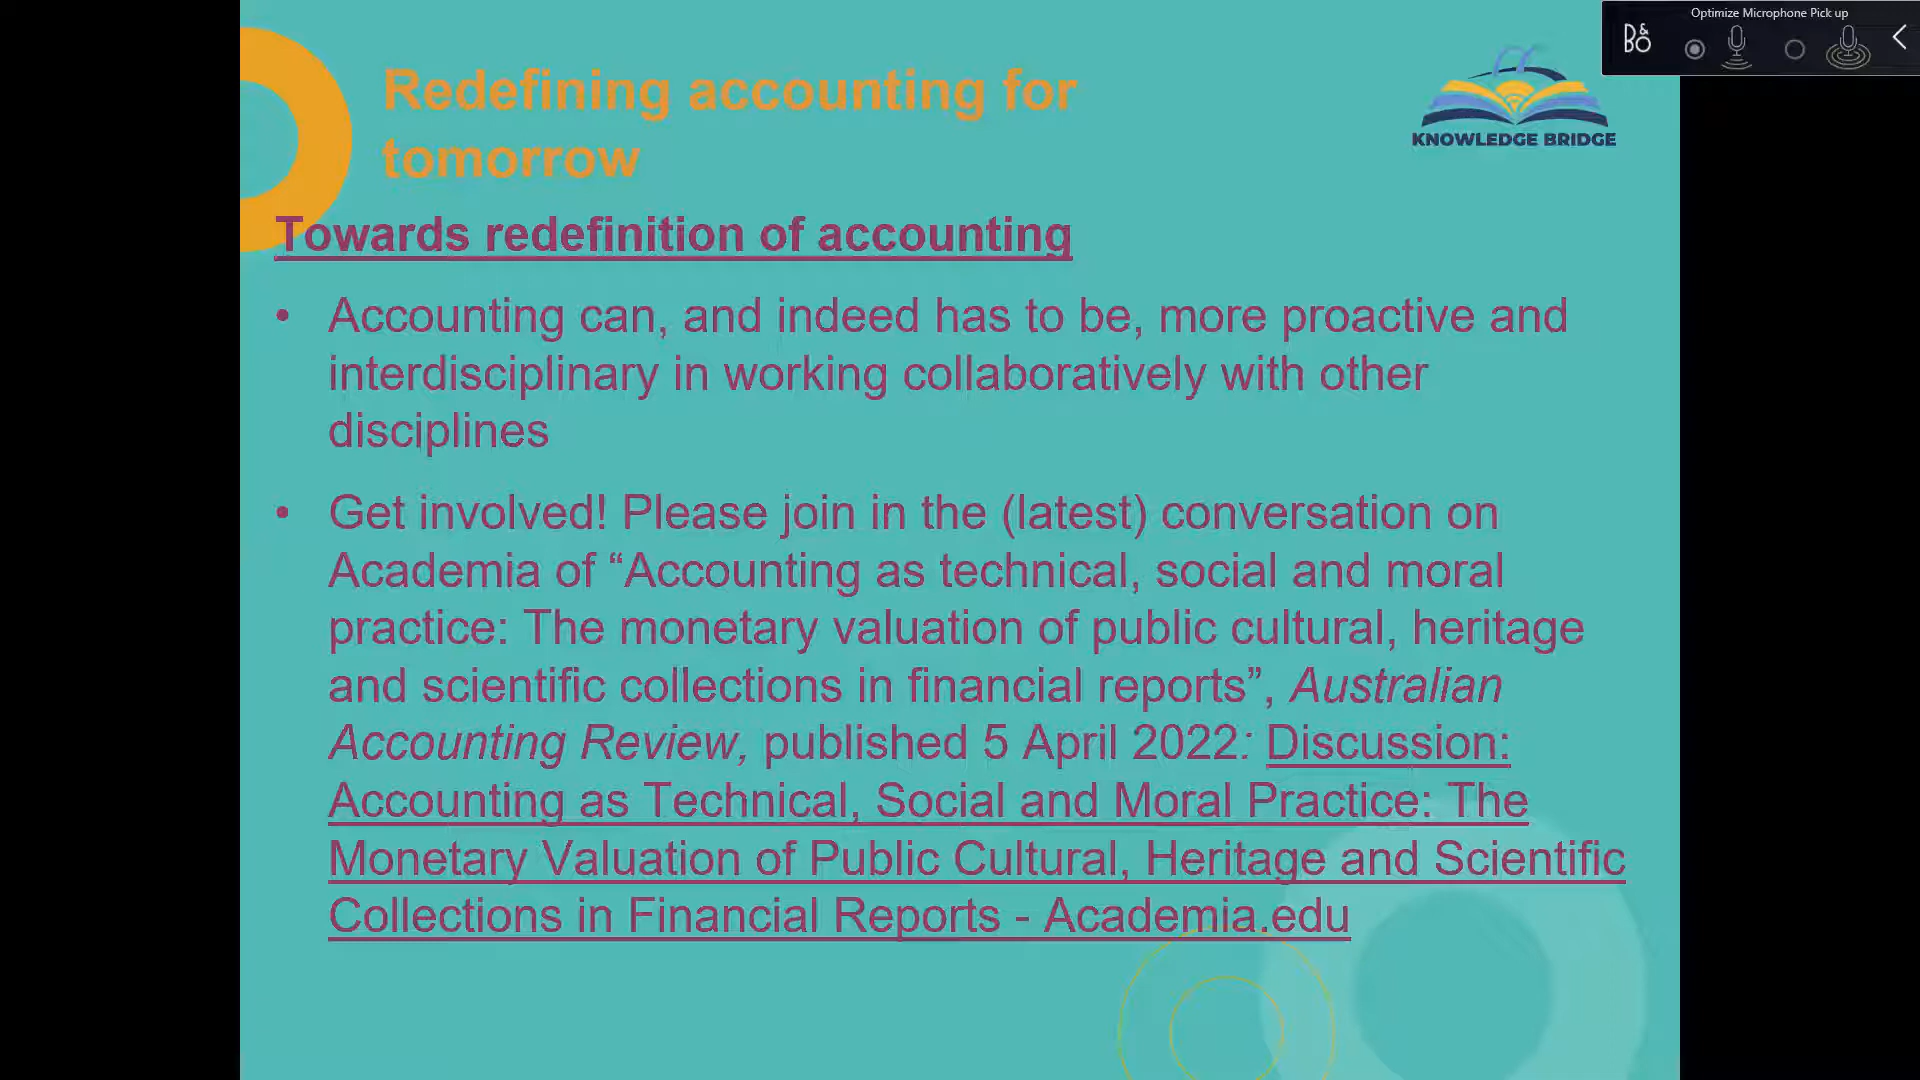 Optimize Microphone Pick up
B&O
Redefining accounting for
tomorrow
KNOWLEDGE BRIDGE
Towards redefinition of accounting
• Accounting can, and indeed has to be, more proactive and
interdisciplinary in working collaboratively with other
disciplines
• Get involved! Please join in the (latest) conversation on
Academia of “Accounting as technical, social and moral
practice: The monetary valuation of public cultural, heritage
and scientific collections in financial reports”, Australian
Accounting Review, published 5 April 2022: Discussion:
Accounting as Technical, Social and Moral Practice: The
Monetary Valuation of Public Cultural, Heritage and Scientific
Collections in Financial Reports - Academia.edu